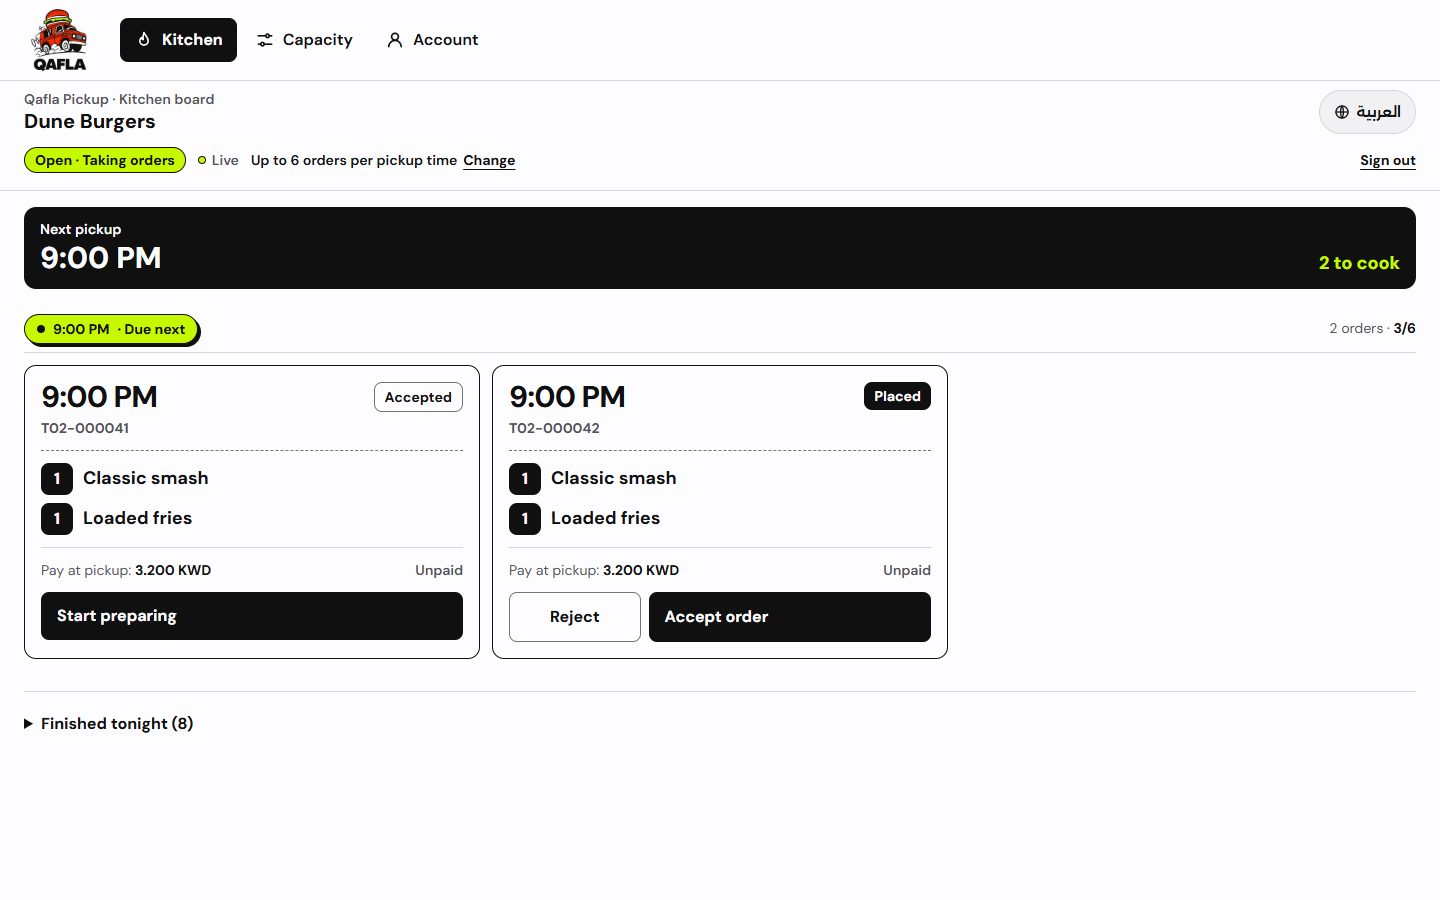 QAFLA
Kitchen
Capacity
Account
Qafla Pickup · Kitchen board
Dune Burgers
العربية
Open · Taking orders
Live
Up to 6 orders per pickup time Change
Sign out
Next pickup
9:00 PM
2 to cook
9:00 PM · Due next
2 orders · 3/6
9:00 PM
Accepted
T02-000041
1 Classic smash
1 Loaded fries
Pay at pickup: 3.200 KWD
Unpaid
Start preparing
9:00 PM
Placed
T02-000042
1 Classic smash
1 Loaded fries
Pay at pickup: 3.200 KWD
Unpaid
Reject
Accept order
Finished tonight (8)